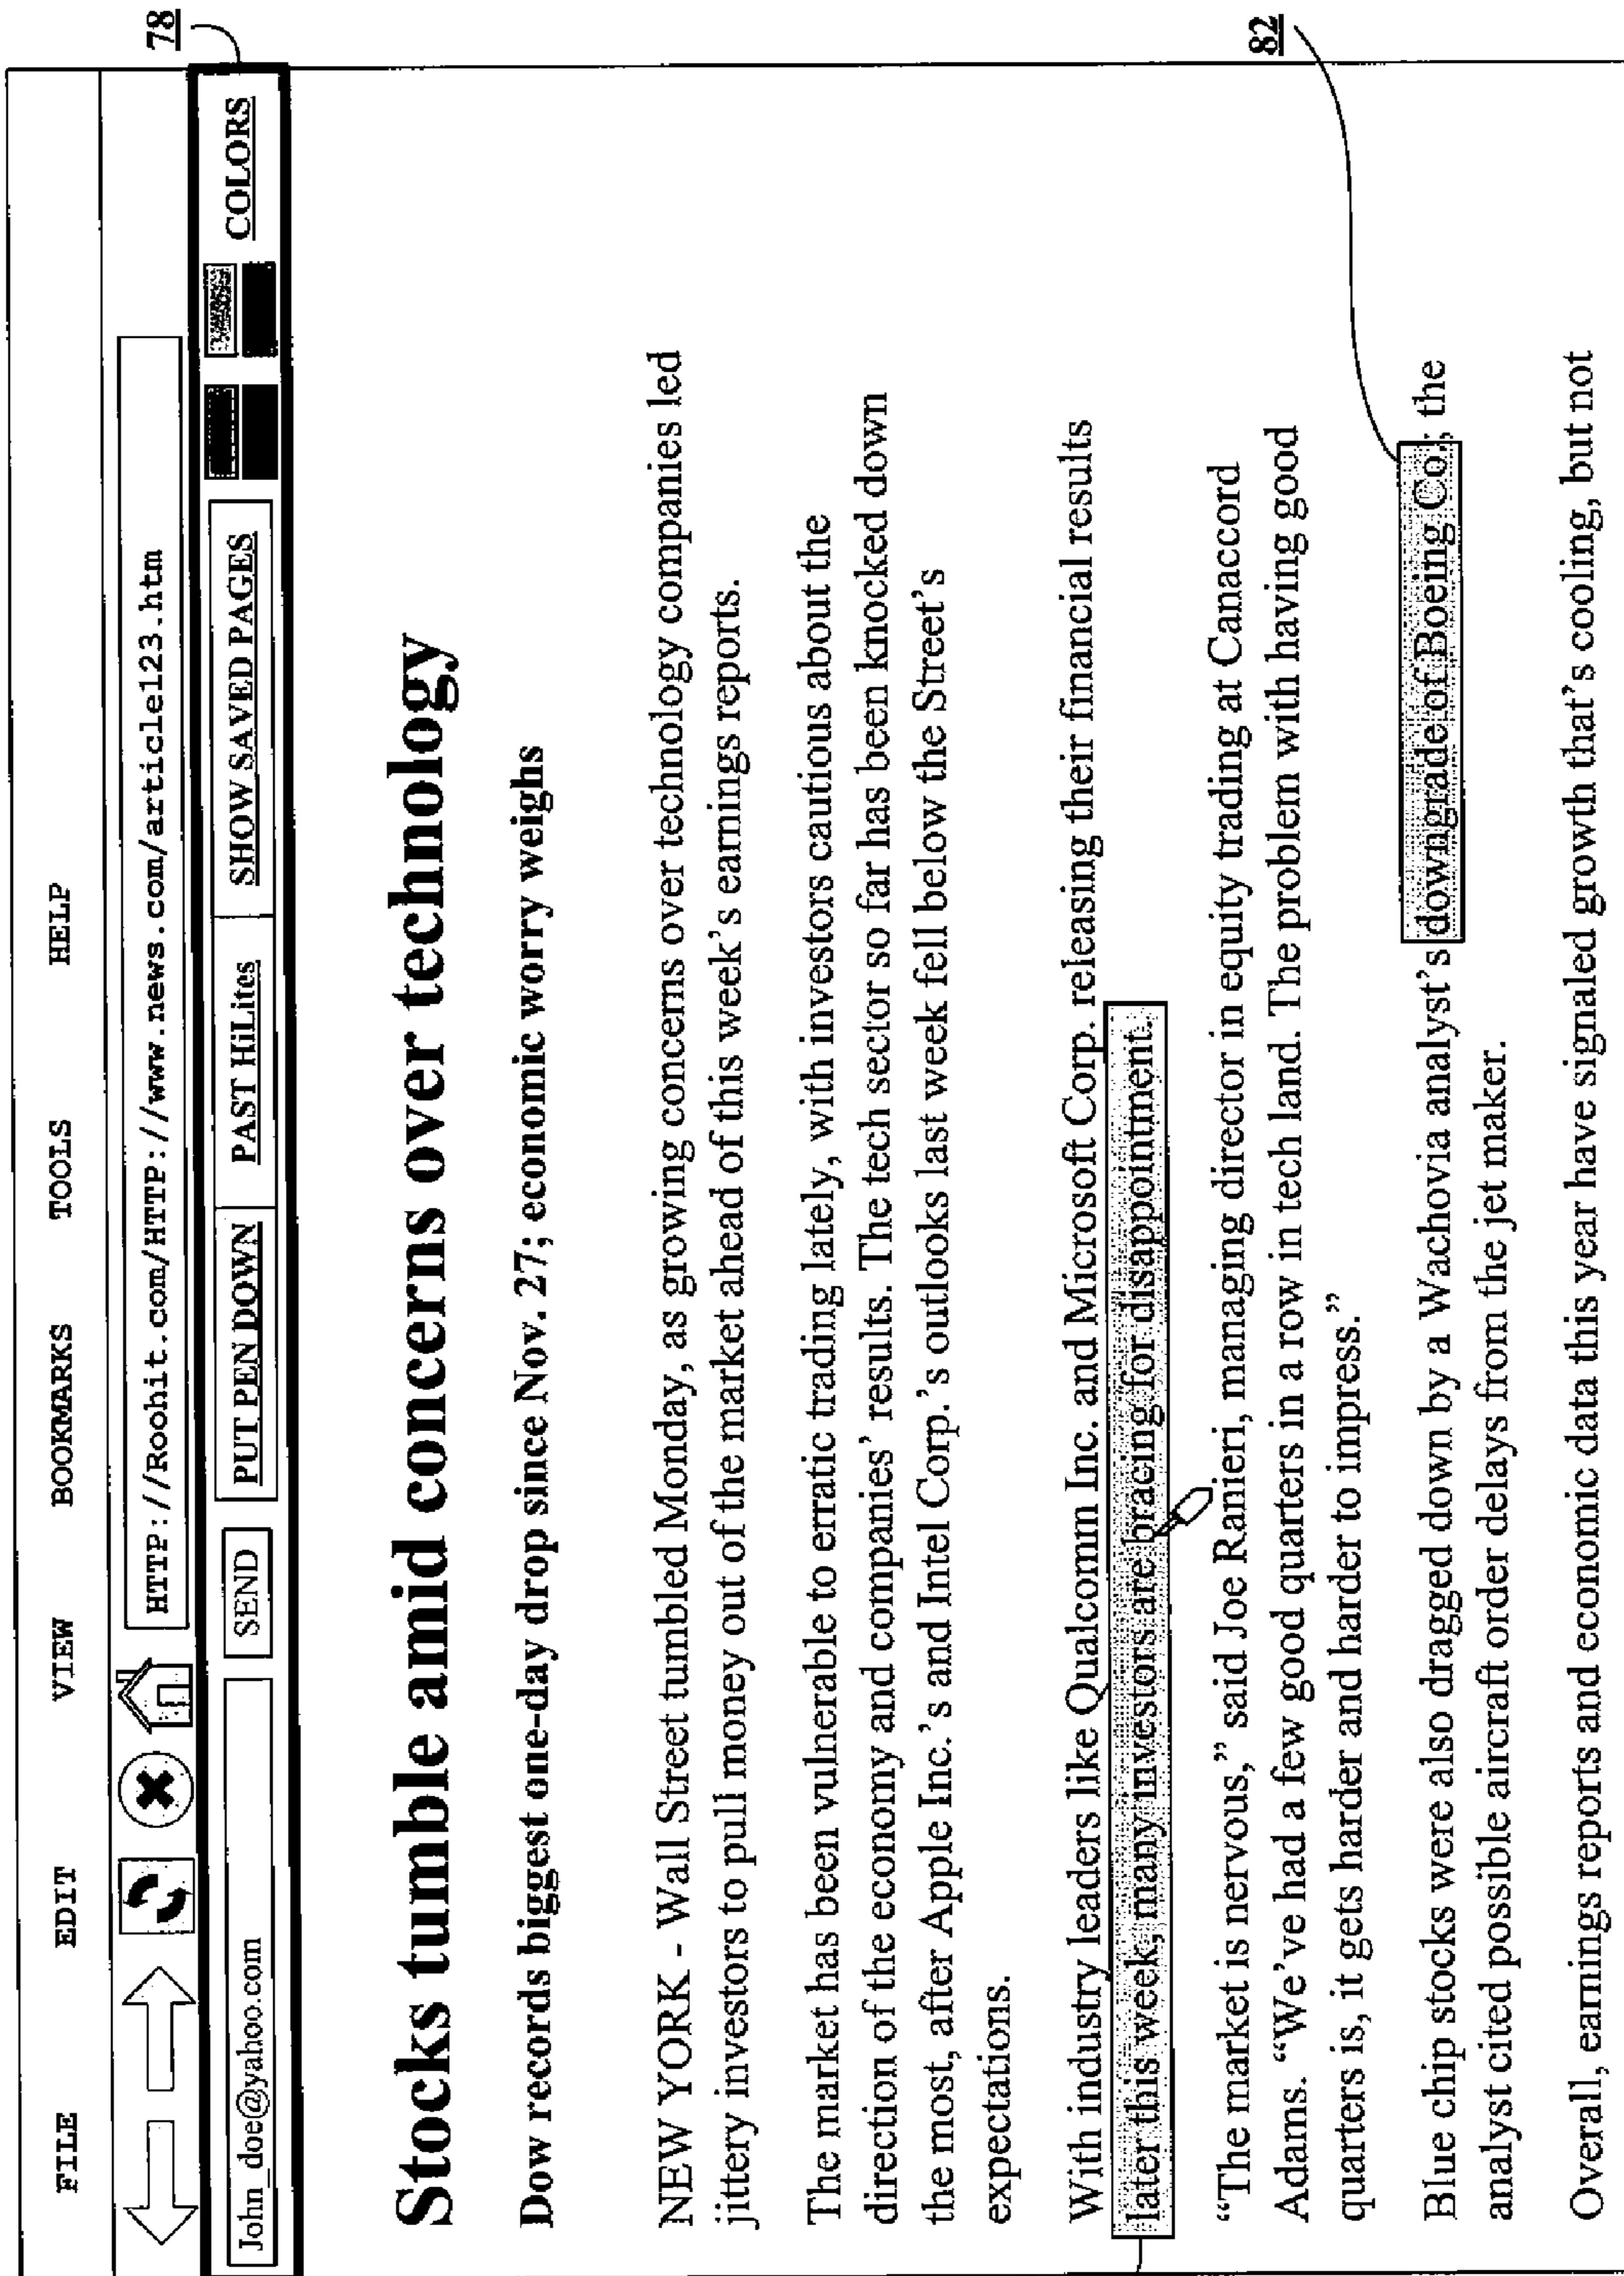 FILE EDIT VIEW BOOKMARKS TOOLS HELP
HTTP://Roohit.com/HTTP://www.news.com/article123.htm
John_doe@yahoo.com SEND PUT PEN DOWN PAST HiLites SHOW SAVED PAGES COLORS
78
Stocks tumble amid concerns over technology
Dow records biggest one-day drop since Nov. 27; economic worry weighs
NEW YORK - Wall Street tumbled Monday, as growing concerns over technology companies led
jittery investors to pull money out of the market ahead of this week's earnings reports.
The market has been vulnerable to erratic trading lately, with investors cautious about the
direction of the economy and companies' results. The tech sector so far has been knocked down
the most, after Apple Inc.'s and Intel Corp.'s outlooks last week fell below the Street's
expectations.
With industry leaders like Qualcomm Inc. and Microsoft Corp. releasing their financial results
later this week, many investors are bracing for disappointment.
“The market is nervous,” said Joe Ranieri, managing director in equity trading at Canaccord
Adams. “We've had a few good quarters in a row in tech land. The problem with having good
quarters is, it gets harder and harder to impress.”
82
Blue chip stocks were also dragged down by a Wachovia analyst's downgrade of Boeing Co.; the
analyst cited possible aircraft order delays from the jet maker.
Overall, earnings reports and economic data this year have signaled growth that's cooling, but not